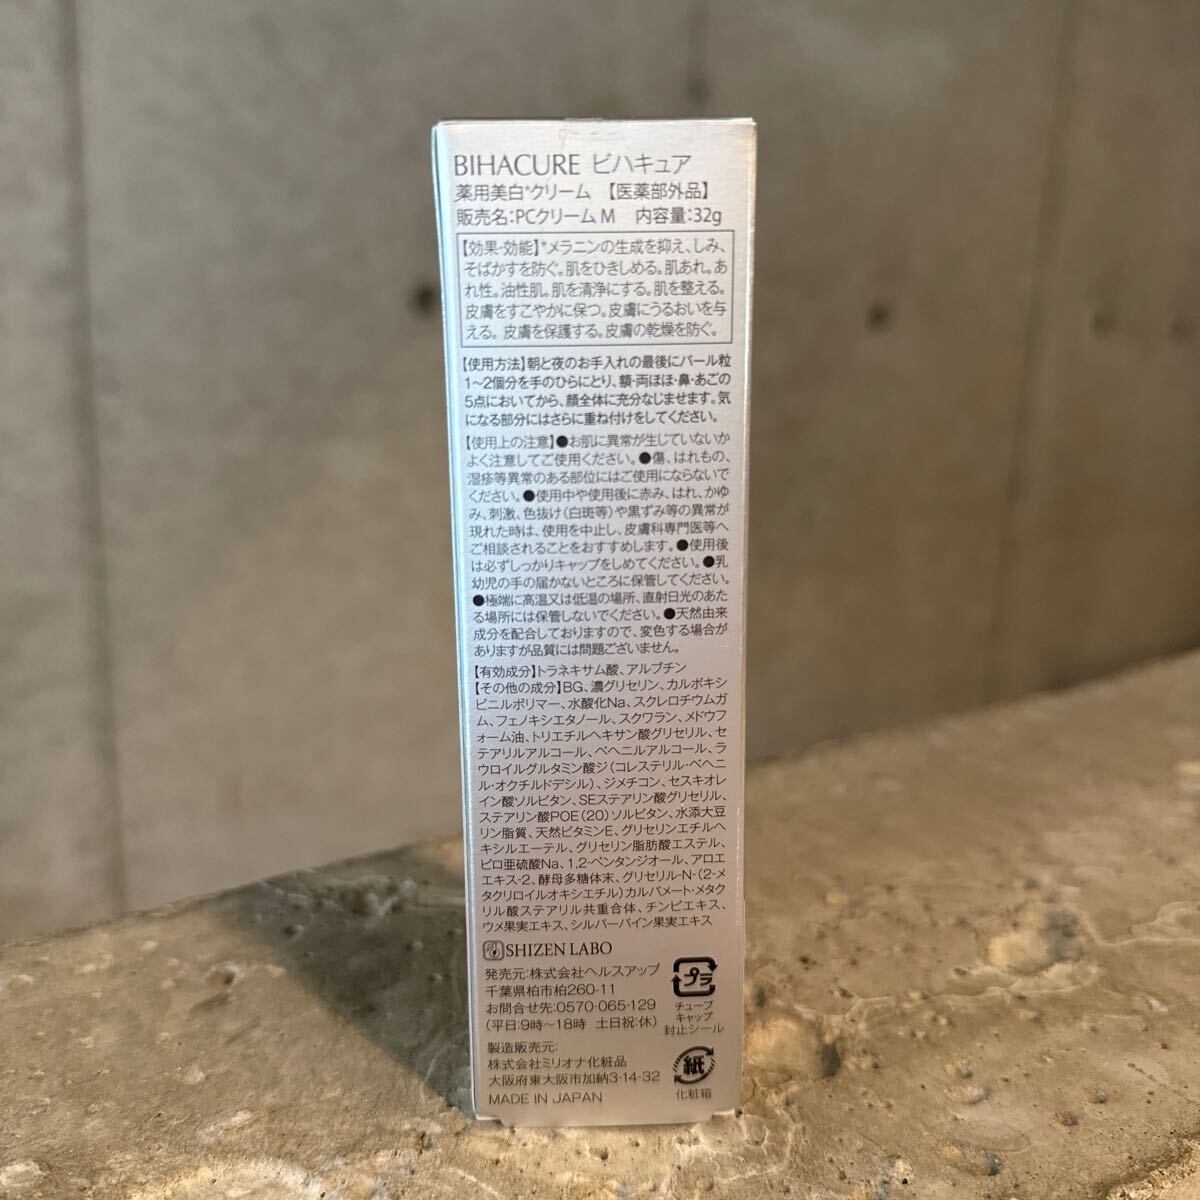 BIHACURE ビハキュア
薬用美白*クリーム 【医薬部外品】
販売名:PCクリーム M 内容量:32g
【効果・効能】*メラニンの生成を抑え、しみ、
そばかすを防ぐ。肌をひきしめる。肌あれ。あ
れ性。油性肌。肌を清浄にする。肌を整える。
皮膚をすこやかに保つ。皮膚にうるおいを与
える。皮膚を保護する。皮膚の乾燥を防ぐ。
【使用方法】朝と夜のお手入れの最後にパール粒
1〜2個分を手のひらにとり、額・両ほほ・鼻・あごの
5点においてから、顔全体に充分なじませます。気
になる部分にはさらに重ね付けをしてください。
【使用上の注意】●お肌に異常が生じていないか
よく注意してご使用ください。●傷、はれもの、
湿疹等異常のある部位にはご使用にならないで
ください。●使用中や使用後に赤み、はれ、かゆ
み、刺激、色抜け(白斑等)や黒ずみ等の異常が
現れた時は、使用を中止し、皮膚科専門医等へ
ご相談されることをおすすめします。●使用後
は必ずしっかりキャップをしめてください。●乳
幼児の手の届かないところに保管してください。
●極端に高温又は低温の場所、直射日光のあた
る場所には保管しないでください。●天然由来
成分を配合しておりますので、変色する場合が
ありますが品質には問題ございません。
【有効成分】トラネキサム酸、アルブチン
【その他の成分】BG、濃グリセリン、カルボキシ
ビニルポリマー、水酸化Na、スクレロチウムガ
ム、フェノキシエタノール、スクワラン、メドウフ
ォーム油、トリエチルヘキサン酸グリセリル、セ
テアリルアルコール、ベヘニルアルコール、ラ
ウロイルグルタミン酸ジ(コレステリル・ベヘニ
ル・オクチルドデシル)、ジメチコン、セスキオレ
イン酸ソルビタン、SEステアリン酸グリセリル、
ステアリン酸POE(20)ソルビタン、水添大豆
リン脂質、天然ビタミンE、グリセリンエチルヘ
キシルエーテル、グリセリン脂肪酸エステル、
ピロ亜硫酸Na、1,2-ペンタンジオール、アロエ
エキス-2、酵母多糖体末、グリセリル-N-(2-メ
タクリロイルオキシエチル)カルバメート・メタク
リル酸ステアリル共重合体、チンピエキス、
ウメ果実エキス、シルバーバイン果実エキス
SHIZEN LABO
発売元:株式会社ヘルスアップ
千葉県柏市柏260-11
お問合せ先:0570-065-129
(平日:9時〜18時 土日祝:休)
プラ
チューブ
キャップ
封止シール
製造販売元:
株式会社ミリオナ化粧品
大阪府東大阪市加納3-14-32
MADE IN JAPAN
紙
化粧箱